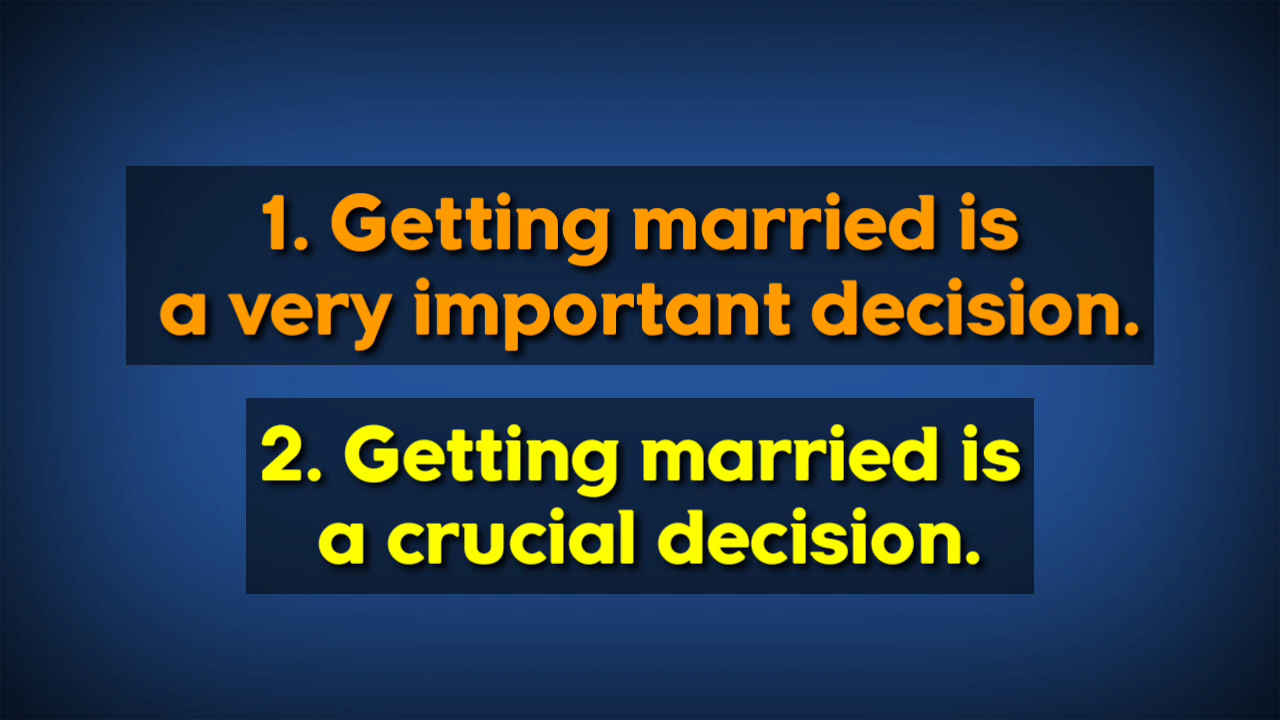 1. Getting married is
a very important decision.
2. Getting married is
a crucial decision.